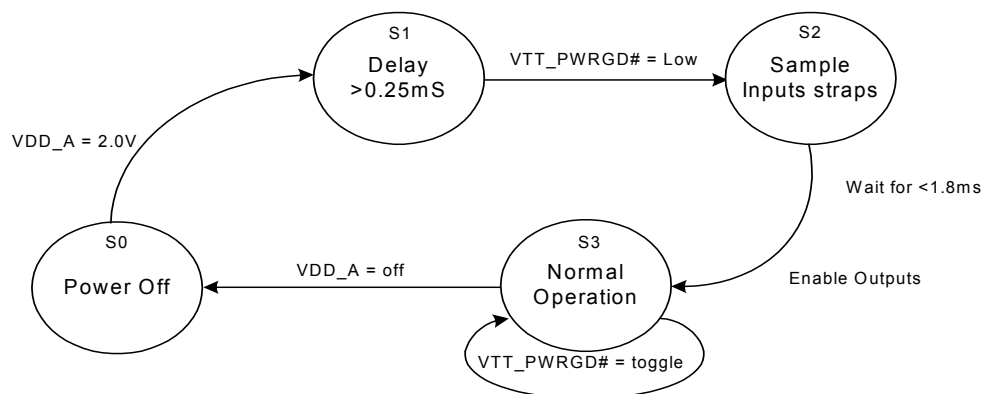 S1
Delay
>0.25mS
VTT_PWRGD# = Low
S2
Sample
Inputs straps
VDD_A = 2.0V
Wait for <1.8ms
S0
Power Off
VDD_A = off
S3
Normal
Operation
Enable Outputs
VTT_PWRGD# = toggle